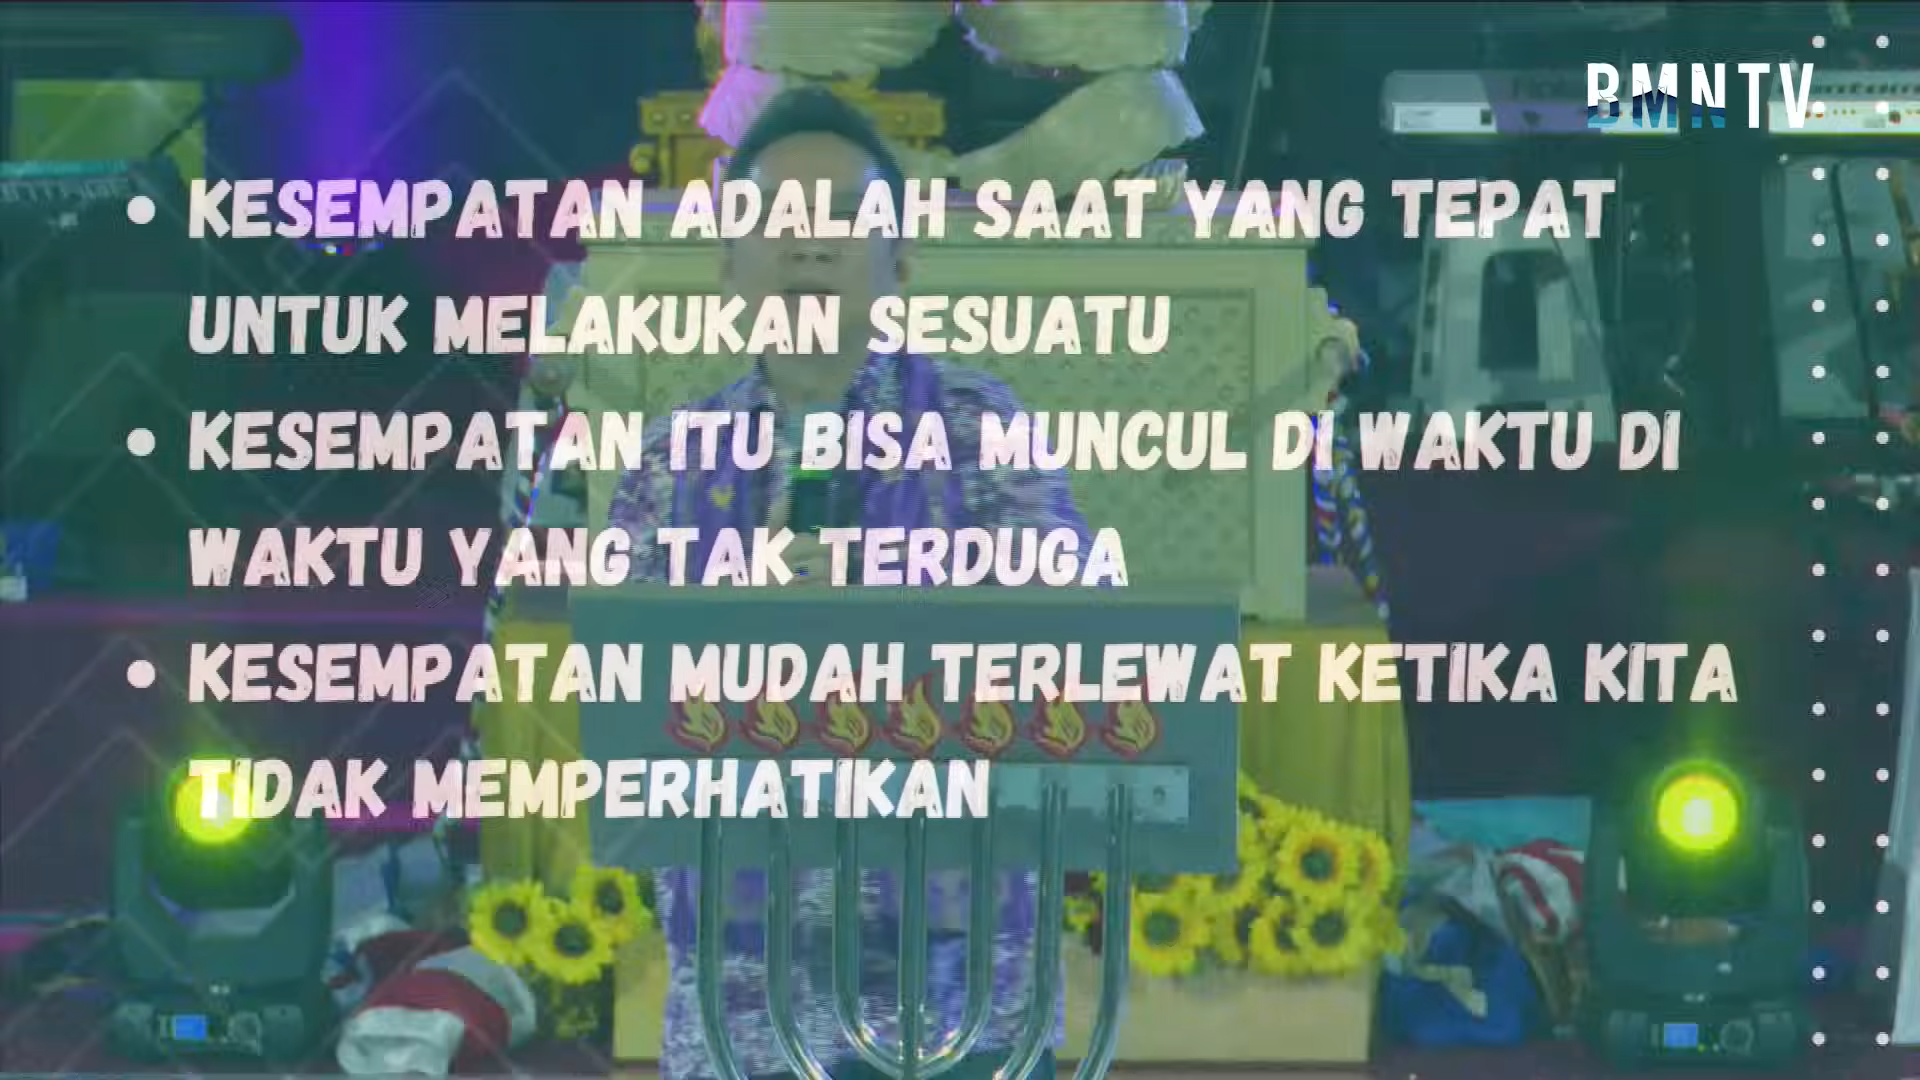 BMNTV
• KESEMPATAN ADALAH SAAT YANG TEPAT
UNTUK MELAKUKAN SESUATU
• KESEMPATAN ITU BISA MUNCUL DI WAKTU DI
WAKTU YANG TAK TERDUGA
• KESEMPATAN MUDAH TERLEWAT KETIKA KITA
TIDAK MEMPERHATIKAN